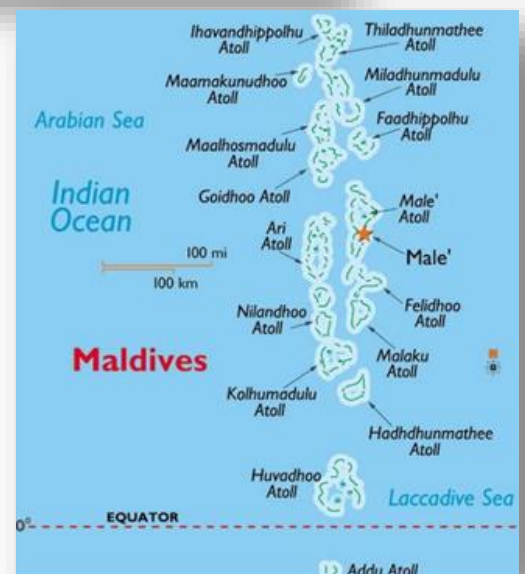 Ihavandhippolhu
Atoll
Thiladhunmathee
Atoll
Maamakunudhoo
Atoll
Miladhunmadulu
Atoll
Arabian Sea
Faadhippolhu
Atoll
Maalhosmadulu
Atoll
Goidhoo Atoll
Indian
Ocean
Male'
Atoll
Ari
Atoll
Male'
100 mi
100 km
Felidhoo
Atoll
Nilandhoo
Atoll
Maldives
Malaku
Atoll
Kolhumadulu
Atoll
Hadhdhunmathee
Atoll
Huvadhoo
Atoll
Laccadive Sea
0°
EQUATOR
Addu Atoll